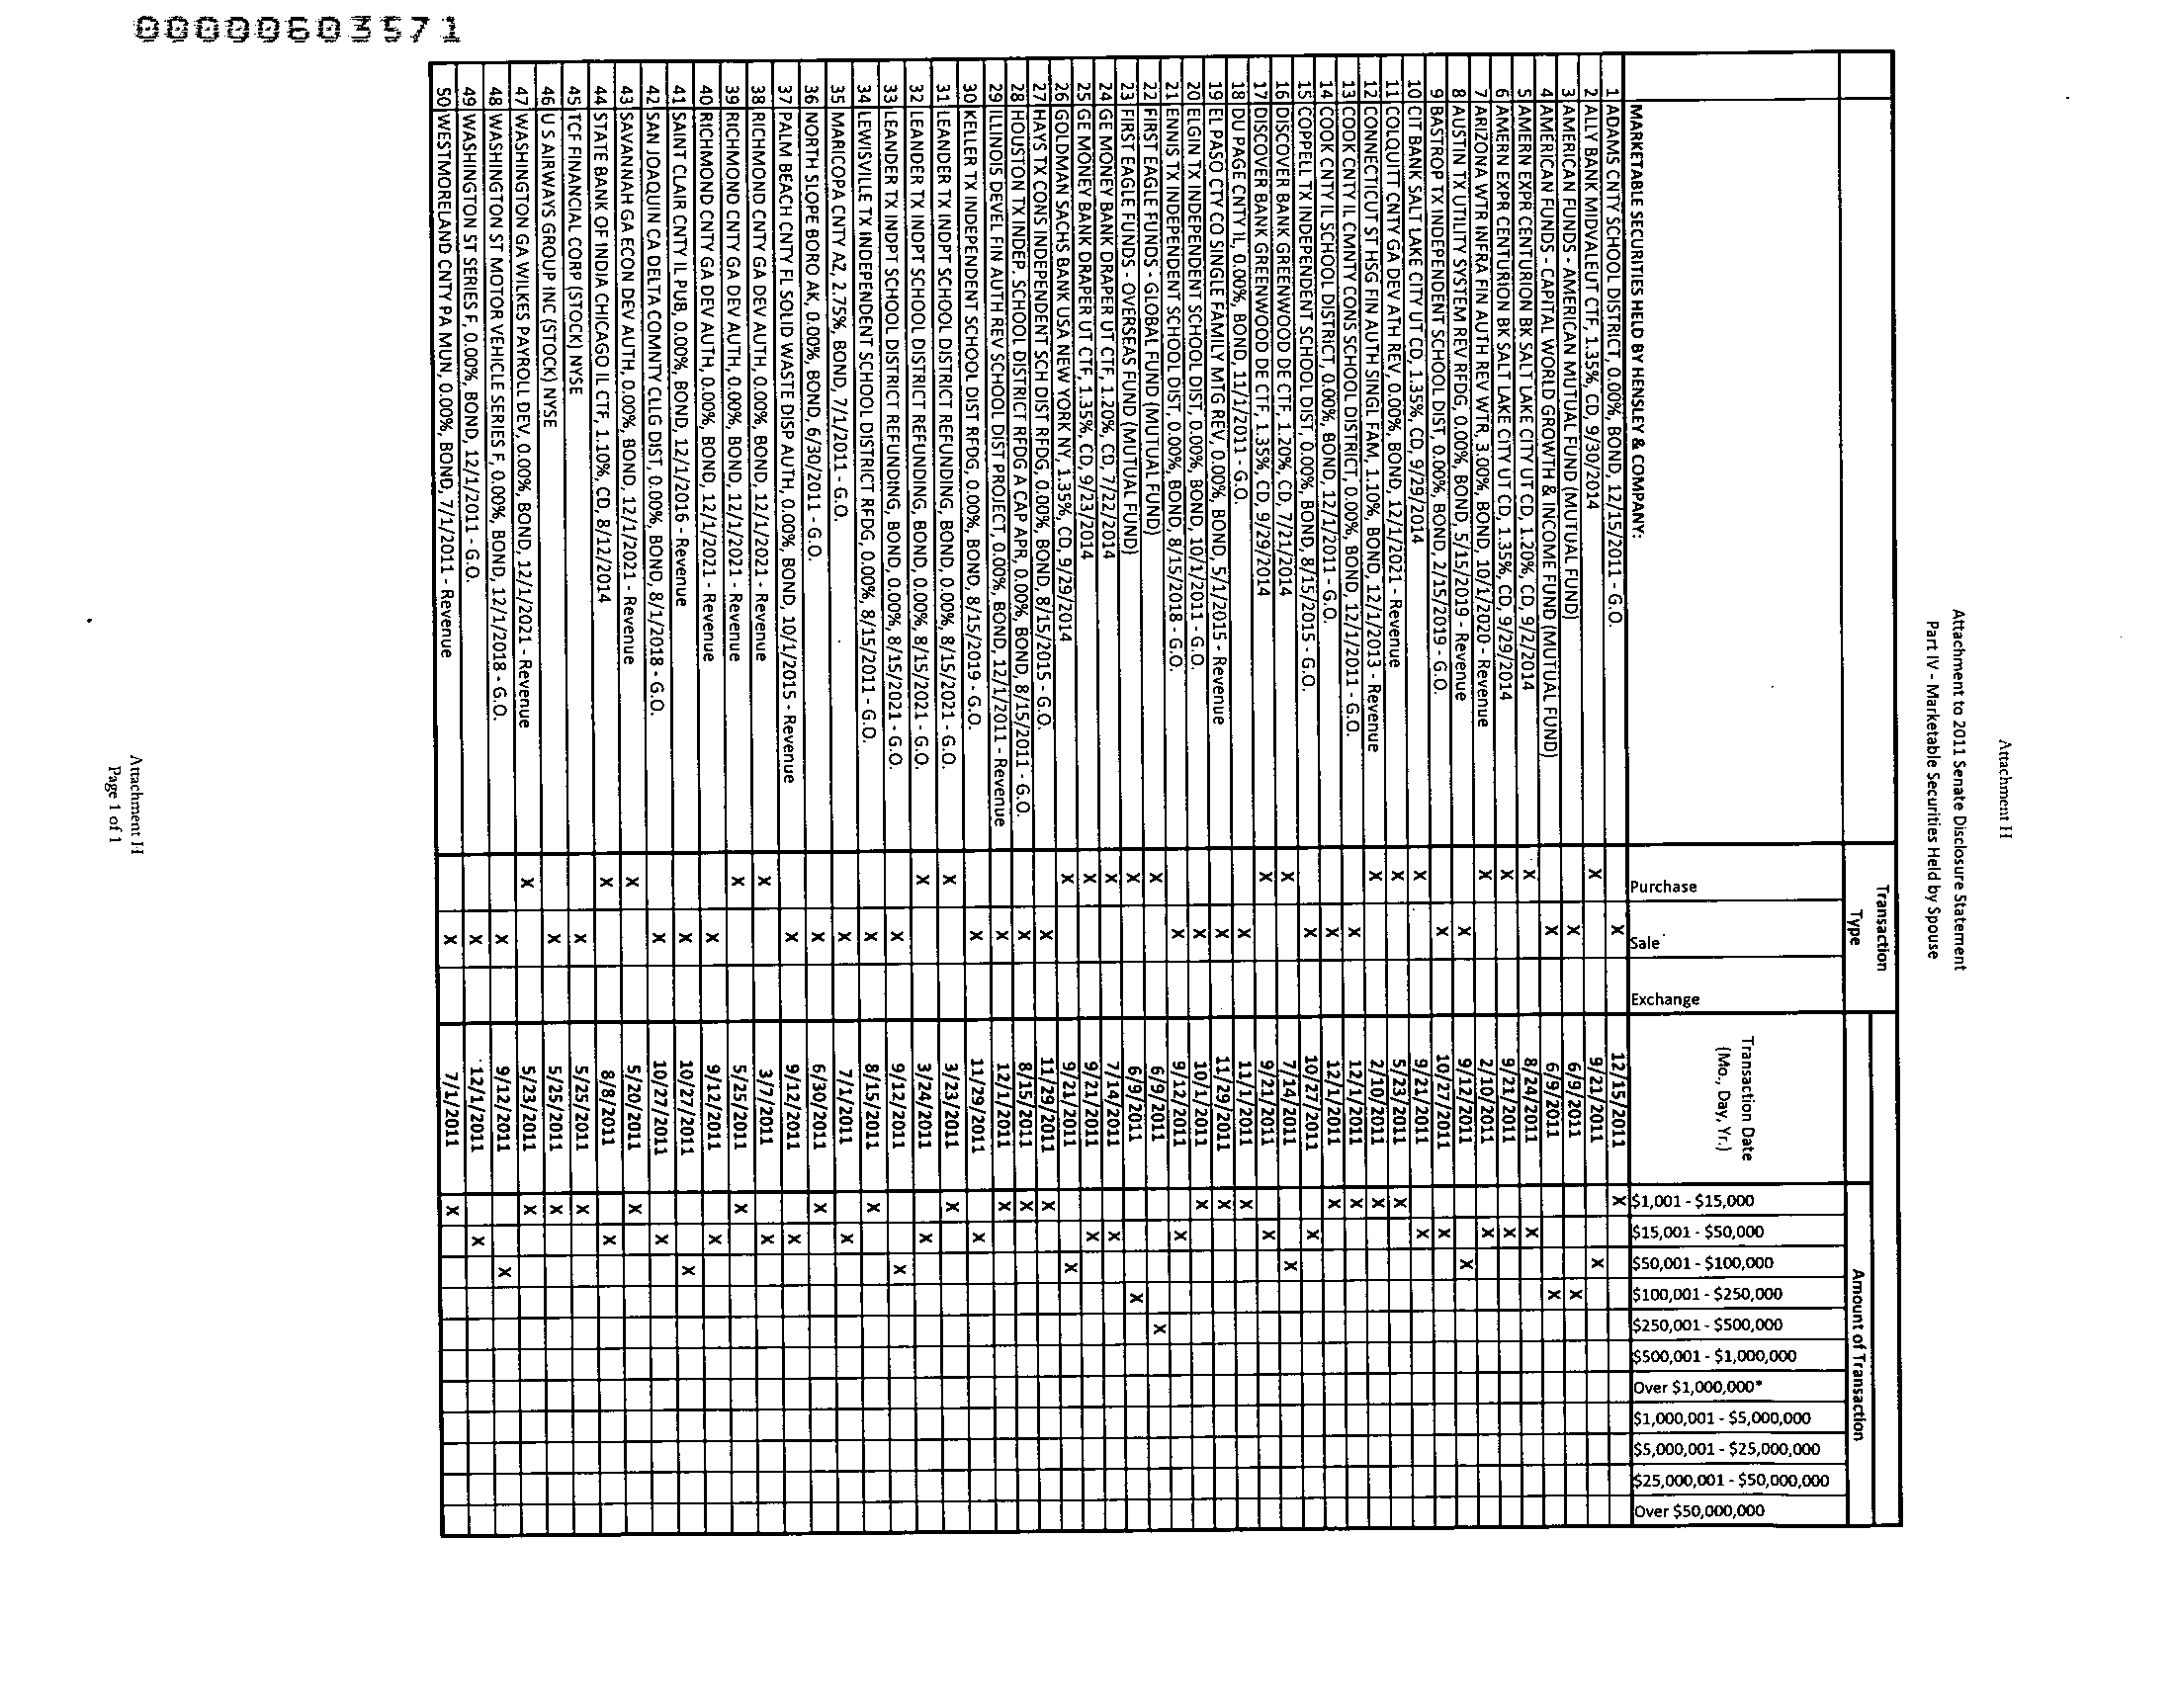 00000603571
Attachment H
Attachment to 2011 Senate Disclosure Statement
Part IV - Marketable Securities Held by Spouse
Transaction Type Amount of Transaction
MARKETABLE SECURITIES HELD BY HENSLEY & COMPANY: Purchase Sale Exchange Transaction Date (Mo., Day, Yr.) $1,001 - $15,000 $15,001 - $50,000 $50,001 - $100,000 $100,001 - $250,000 $250,001 - $500,000 $500,001 - $1,000,000 Over $1,000,000* $1,000,001 - $5,000,000 $5,000,001 - $25,000,000 $25,000,001 - $50,000,000 Over $50,000,000
1 ADAMS CNTY SCHOOL DISTRICT, 0.00%, BOND, 12/15/2011 - G.O. X 12/15/2011 X
2 ALLY BANK MIDVALEUT CTF, 1.35%, CD, 9/30/2014 X 9/21/2011 X
3 AMERICAN FUNDS - AMERICAN MUTUAL FUND (MUTUAL FUND) X 6/9/2011 X
4 AMERICAN FUNDS - CAPITAL WORLD GROWTH & INCOME FUND (MUTUAL FUND) X 6/9/2011 X
5 AMERN EXPR CENTURION BK SALT LAKE CITY UT CD, 1.20%, CD, 9/2/2014 X 8/24/2011 X
6 AMERN EXPR CENTURION BK SALT LAKE CITY UT CD, 1.35%, CD, 9/29/2014 X 9/21/2011 X
7 ARIZONA WTR INFRA FIN AUTH REV WTR, 3.00%, BOND, 10/1/2020 - Revenue X 2/10/2011 X
8 AUSTIN TX UTILITY SYSTEM REV RFDG, 0.00%, BOND, 5/15/2019 - Revenue X 9/12/2011 X
9 BASTROP TX INDEPENDENT SCHOOL DIST, 0.00%, BOND, 2/15/2019 - G.O. X 10/27/2011 X
10 CIT BANK SALT LAKE CITY UT CD, 1.35%, CD, 9/29/2014 X 9/21/2011 X
11 COLQUITT CNTY GA DEV ATH REV, 0.00%, BOND, 12/1/2021 - Revenue X 5/23/2011 X
12 CONNECTICUT ST HSG FIN AUTH SINGL FAM, 1.10%, BOND, 12/1/2013 - Revenue X 2/10/2011 X
13 COOK CNTY IL CMNTY CONS SCHOOL DISTRICT, 0.00%, BOND, 12/1/2011 - G.O. X 12/1/2011 X
14 COOK CNTY IL SCHOOL DISTRICT, 0.00%, BOND, 12/1/2011 - G.O. X 12/1/2011 X
15 COPPELL TX INDEPENDENT SCHOOL DIST, 0.00%, BOND, 8/15/2015 - G.O. X 10/27/2011 X
16 DISCOVER BANK GREENWOOD DE CTF, 1.20%, CD, 7/21/2014 X 7/14/2011 X
17 DISCOVER BANK GREENWOOD DE CTF, 1.35%, CD, 9/29/2014 X 9/21/2011 X
18 DU PAGE CNTY IL, 0.00%, BOND, 11/1/2011 - G.O. X 11/1/2011 X
19 EL PASO CTY CO SINGLE FAMILY MTG REV, 0.00%, BOND, 5/1/2015 - Revenue X 11/29/2011 X
20 ELGIN TX INDEPENDENT SCHOOL DIST, 0.00%, BOND, 10/1/2011 - G.O. X 10/1/2011 X
21 ENNIS TX INDEPENDENT SCHOOL DIST, 0.00%, BOND, 8/15/2018 - G.O. X 9/12/2011 X
22 FIRST EAGLE FUNDS - GLOBAL FUND (MUTUAL FUND) X 6/9/2011 X
23 FIRST EAGLE FUNDS - OVERSEAS FUND (MUTUAL FUND) X 6/9/2011 X
24 GE MONEY BANK DRAPER UT CTF, 1.20%, CD, 7/22/2014 X 7/14/2011 X
25 GE MONEY BANK DRAPER UT CTF, 1.35%, CD, 9/23/2014 X 9/21/2011 X
26 GOLDMAN SACHS BANK USA NEW YORK NY, 1.35%, CD, 9/29/2014 X 9/21/2011 X
27 HAYS TX CONS INDEPENDENT SCH DIST RFDG, 0.00%, BOND, 8/15/2015 - G.O. X 11/29/2011 X
28 HOUSTON TX INDEP. SCHOOL DISTRICT RFDG A CAP APR, 0.00%, BOND, 8/15/2011 - G.O. X 8/15/2011 X
29 ILLINOIS DEVEL FIN AUTH REV SCHOOL DIST PROJECT, 0.00%, BOND, 12/1/2011 - Revenue X 12/1/2011 X
30 KELLER TX INDEPENDENT SCHOOL DIST RFDG, 0.00%, BOND, 8/15/2019 - G.O. X 11/29/2011 X
31 LEANDER TX INDPT SCHOOL DISTRICT REFUNDING, BOND, 0.00%, 8/15/2021 - G.O. X 3/23/2011 X
32 LEANDER TX INDPT SCHOOL DISTRICT REFUNDING, BOND, 0.00%, 8/15/2021 - G.O. X 3/24/2011 X
33 LEANDER TX INDPT SCHOOL DISTRICT REFUNDING, BOND, 0.00%, 8/15/2021 - G.O. X 9/12/2011 X
34 LEWISVILLE TX INDEPENDENT SCHOOL DISTRICT RFDG, 0.00%, 8/15/2011 - G.O. X 8/15/2011 X
35 MARICOPA CNTY AZ, 2.75%, BOND, 7/1/2011 - G.O. X 7/1/2011 X
36 NORTH SLOPE BORO AK, 0.00%, BOND, 6/30/2011 - G.O. X 6/30/2011 X
37 PALM BEACH CNTY FL SOLID WASTE DISP AUTH, 0.00%, BOND, 10/1/2015 - Revenue X 9/12/2011 X
38 RICHMOND CNTY GA DEV AUTH, 0.00%, BOND, 12/1/2021 - Revenue X 3/7/2011 X
39 RICHMOND CNTY GA DEV AUTH, 0.00%, BOND, 12/1/2021 - Revenue X 5/25/2011 X
40 RICHMOND CNTY GA DEV AUTH, 0.00%, BOND, 12/1/2021 - Revenue X 9/12/2011 X
41 SAINT CLAIR CNTY IL PUB, 0.00%, BOND, 12/1/2016 - Revenue X 10/27/2011 X
42 SAN JOAQUIN CA DELTA COMNTY CLLG DIST, 0.00%, BOND, 8/1/2018 - G.O. X 10/27/2011 X
43 SAVANNAH GA ECON DEV AUTH, 0.00%, BOND, 12/1/2021 - Revenue X 5/20/2011 X
44 STATE BANK OF INDIA CHICAGO IL CTF, 1.10%, CD, 8/12/2014 X 8/8/2011 X
45 TCF FINANCIAL CORP (STOCK) NYSE X 5/25/2011 X
46 U S AIRWAYS GROUP INC (STOCK) NYSE X 5/25/2011 X
47 WASHINGTON GA WILKES PAYROLL DEV, 0.00%, BOND, 12/1/2021 - Revenue X 5/23/2011 X
48 WASHINGTON ST MOTOR VEHICLE SERIES F, 0.00%, BOND, 12/1/2018 - G.O. X 9/12/2011 X
49 WASHINGTON ST SERIES F, 0.00%, BOND, 12/1/2011 - G.O. X 12/1/2011 X
50 WESTMORELAND CNTY PA MUN, 0.00%, BOND, 7/1/2011 - Revenue X 7/1/2011 X
Attachment H
Page 1 of 1